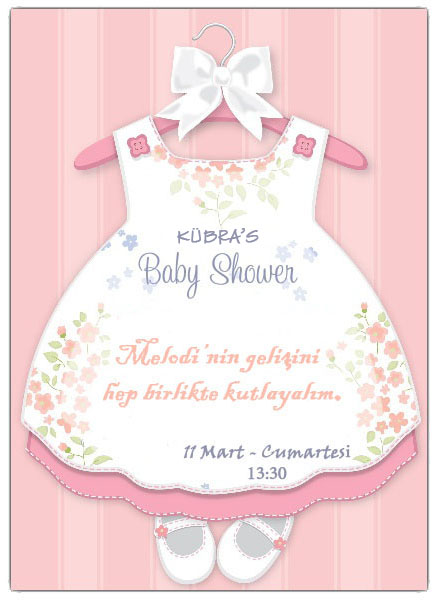 KÜBRA'S
Baby Shower
Melodi'nin gelişini
hep birlikte kutlayalım.
11 Mart - Cumartesi
13:30